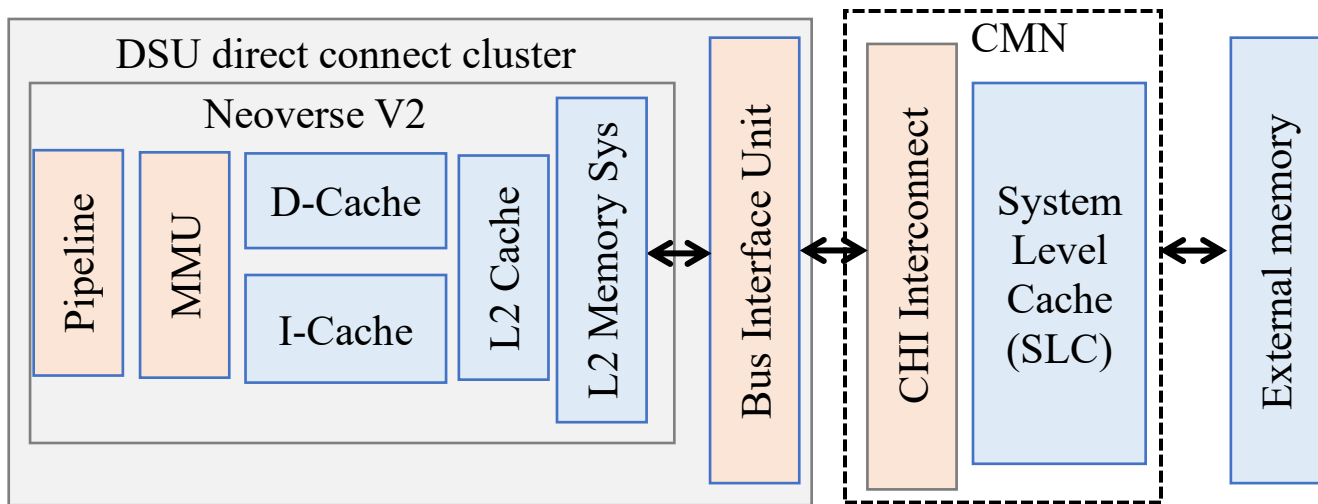 DSU direct connect cluster
Neoverse V2
Pipeline
MMU
D-Cache
I-Cache
L2 Cache
L2 Memory Sys
Bus Interface Unit
CMN
CHI Interconnect
System
Level
Cache
(SLC)
External memory